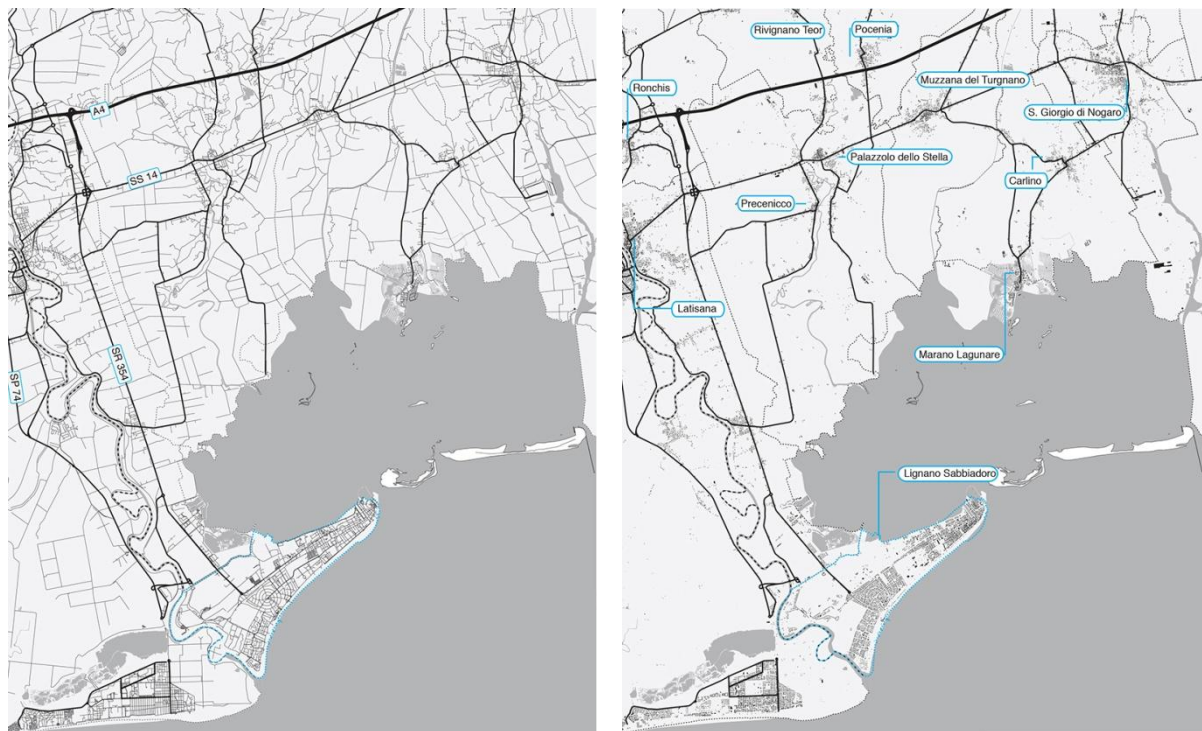 A4
SS 14
SR 354
SP 74
Rivignano Teor
Pocenia
Muzzana del Turgnano
Ronchis
S. Giorgio di Nogaro
Palazzolo dello Stella
Carlino
Precenicco
Latisana
Marano Lagunare
Lignano Sabbiadoro